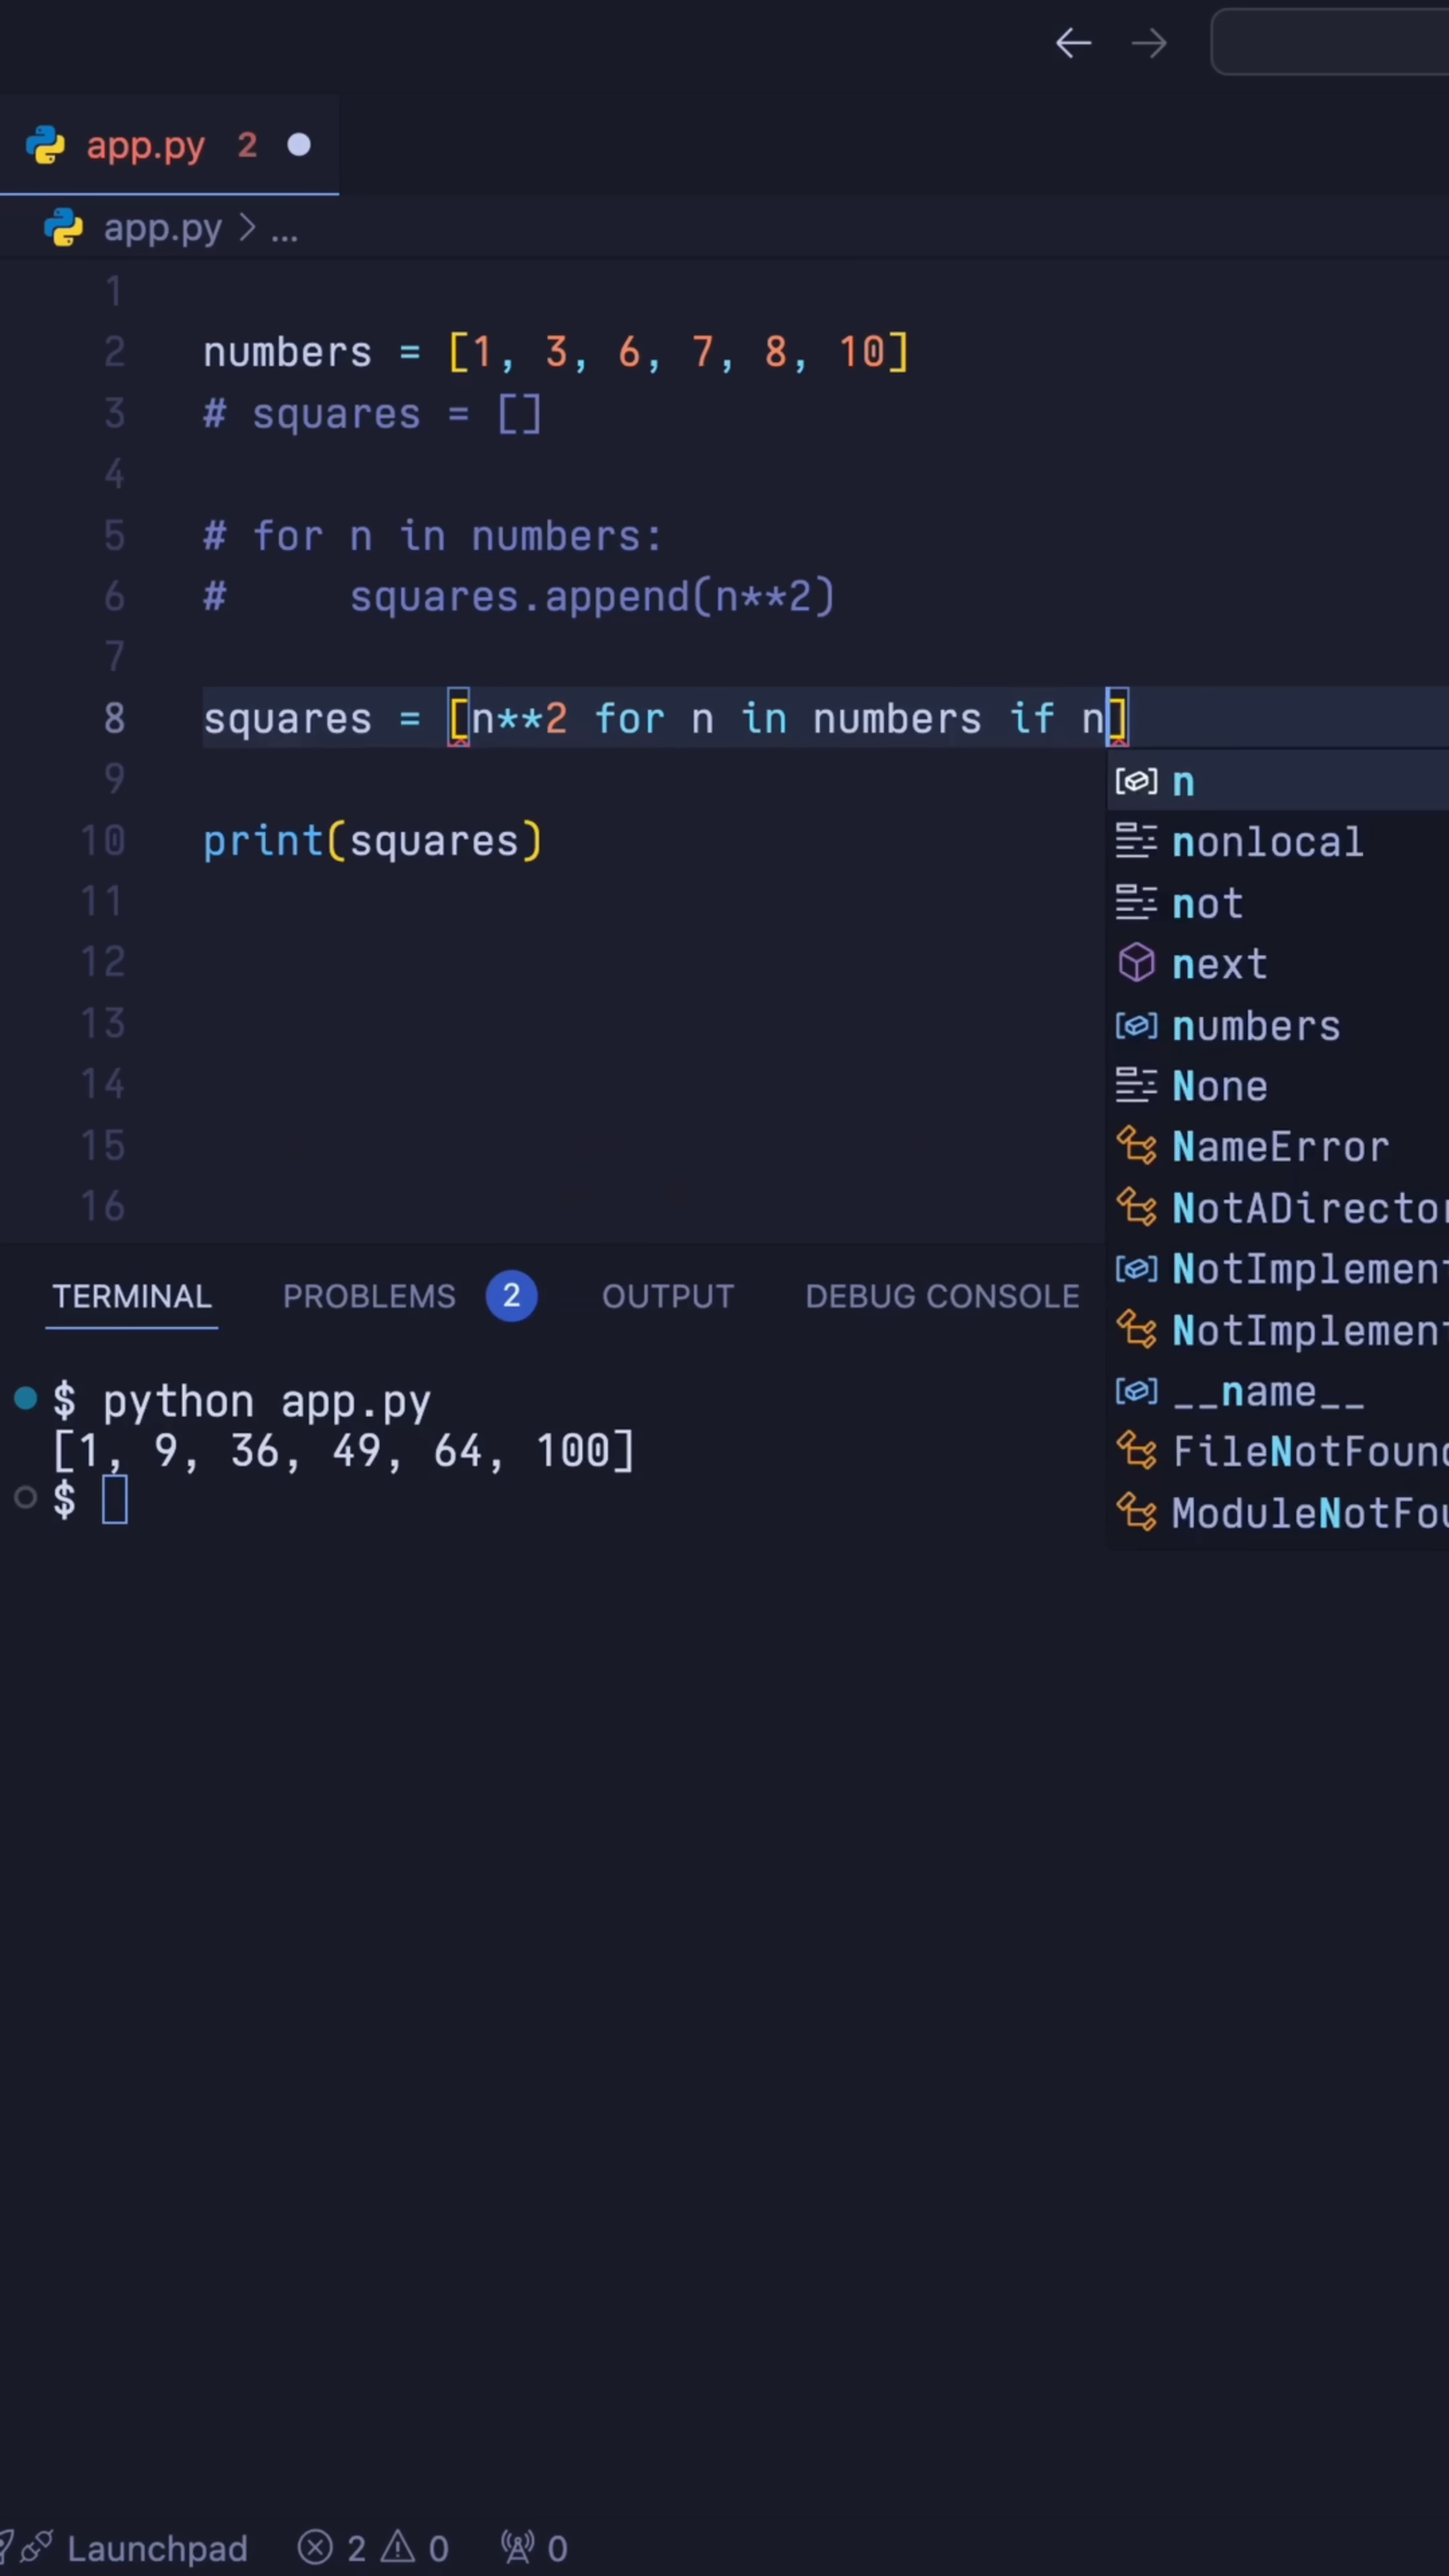 app.py 2
app.py > ...
1
2 numbers = [1, 3, 6, 7, 8, 10]
3 # squares = []
4
5 # for n in numbers:
6 #     squares.append(n**2)
7
8 squares = [n**2 for n in numbers if n]
9
10 print(squares)
11
12
13
14
15
16
n
nonlocal
not
next
numbers
None
NameError
NotADirector
NotImplement
NotImplement
__name__
FileNotFound
ModuleNotFou
TERMINAL PROBLEMS 2 OUTPUT DEBUG CONSOLE
$ python app.py
[1, 9, 36, 49, 64, 100]
$
Launchpad 2 0 0